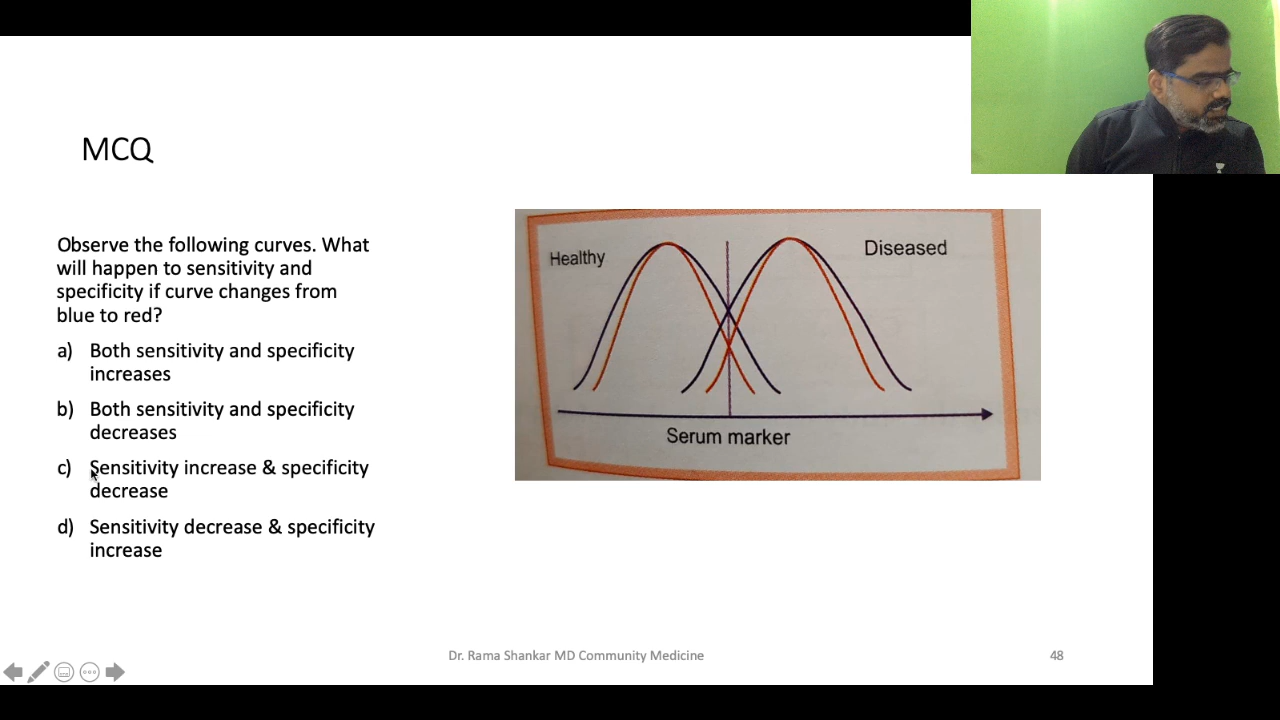 MCQ
Observe the following curves. What
will happen to sensitivity and
specificity if curve changes from
blue to red?
a) Both sensitivity and specificity
increases
b) Both sensitivity and specificity
decreases
c) Sensitivity increase & specificity
decrease
d) Sensitivity decrease & specificity
increase
Healthy
Diseased
Serum marker
Dr. Rama Shankar MD Community Medicine
48